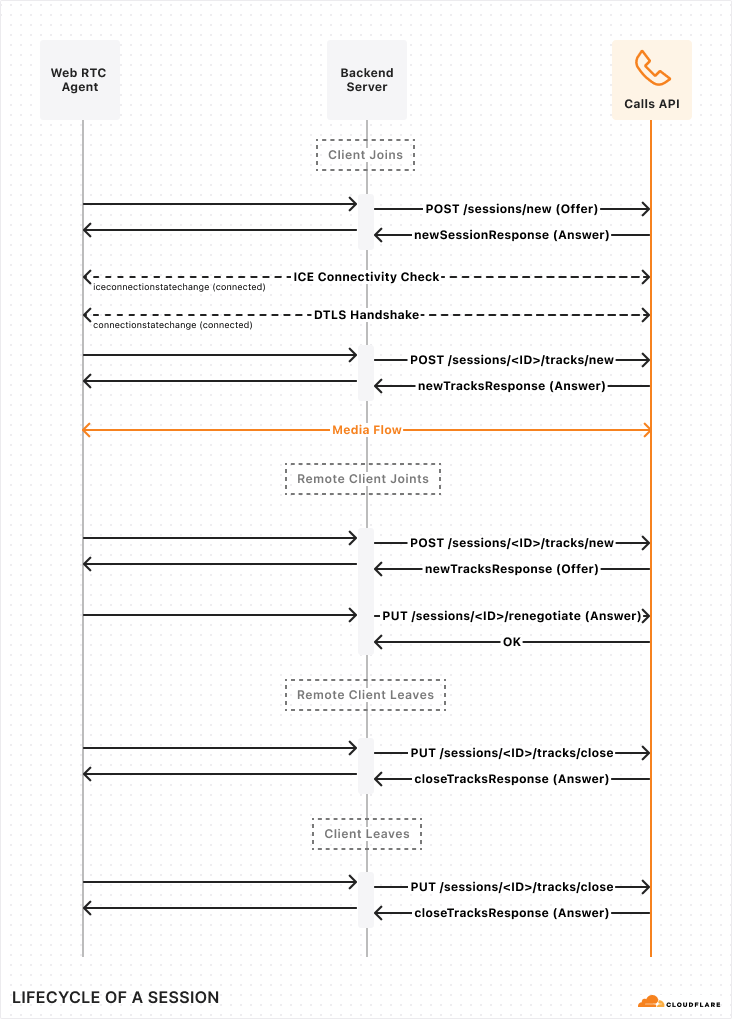 Web RTC
Agent
Backend
Server
Calls API
Client Joins
POST /sessions/new (Offer)
newSessionResponse (Answer)
ICE Connectivity Check
iceconnectionstatechange (connected)
DTLS Handshake
connectionstatechange (connected)
POST /sessions/<ID>/tracks/new
newTracksResponse (Answer)
Media Flow
Remote Client Joints
POST /sessions/<ID>/tracks/new
newTracksResponse (Offer)
PUT /sessions/<ID>/renegotiate (Answer)
OK
Remote Client Leaves
PUT /sessions/<ID>/tracks/close
closeTracksResponse (Answer)
Client Leaves
PUT /sessions/<ID>/tracks/close
closeTracksResponse (Answer)
LIFECYCLE OF A SESSION
CLOUDFLARE